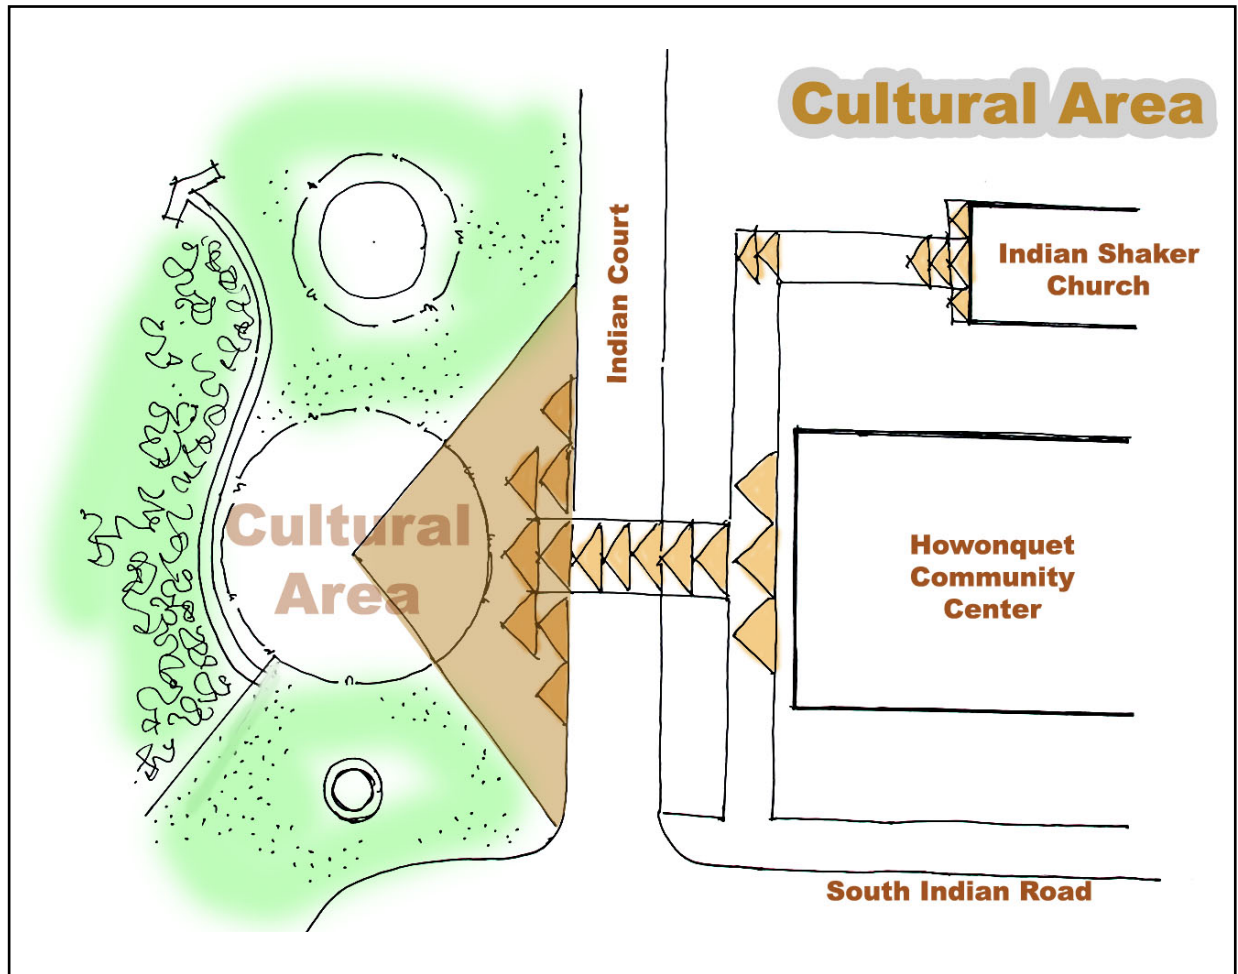 Cultural Area
Indian Court
Indian Shaker
Church
Cultural
Area
Howonquet
Community
Center
South Indian Road